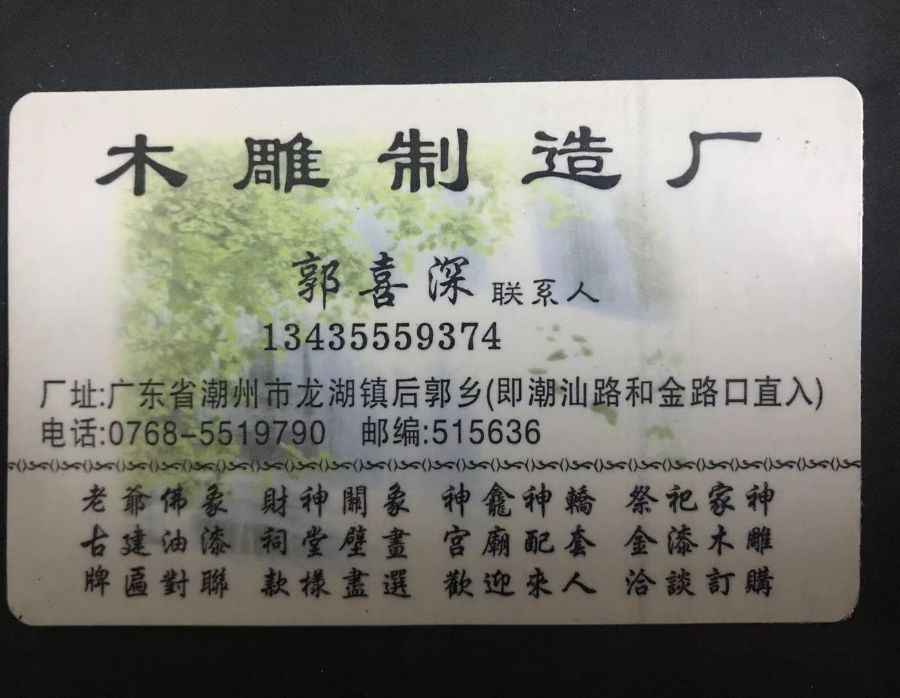 木雕制造厂
郭喜深 联系人
13435559374
厂址:广东省潮州市龙湖镇后郭乡(即潮汕路和金路口直入)
电话:0768-5519790 邮编:515636
老爺佛象 財神關象 神龕神轎 祭祀家神
古建油漆 祠堂壁畫 宮廟配套 金漆木雕
牌匾對聯 款樣盡選 歡迎來人 洽談訂購